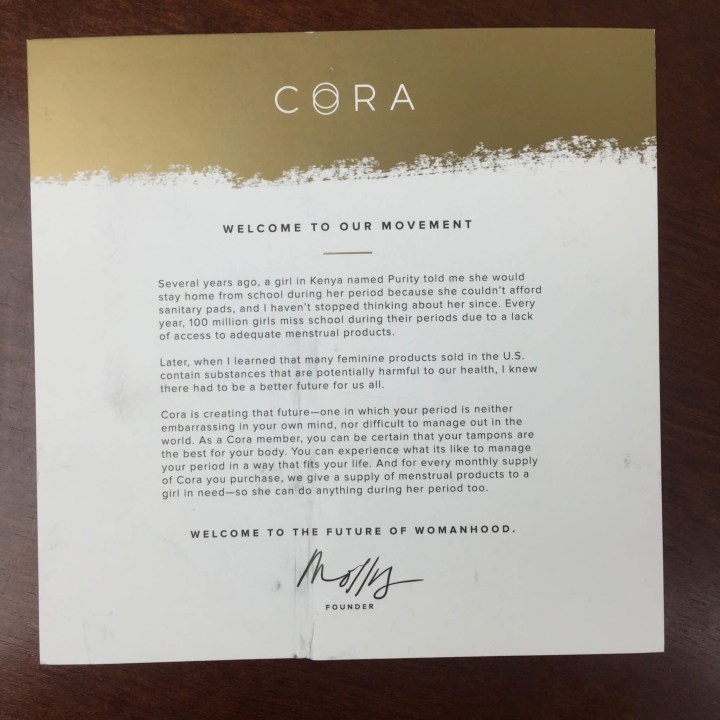 CORA
WELCOME TO OUR MOVEMENT
Several years ago, a girl in Kenya named Purity told me she would
stay home from school during her period because she couldn't afford
sanitary pads, and I haven't stopped thinking about her since. Every
year, 100 million girls miss school during their periods due to a lack
of access to adequate menstrual products.
Later, when I learned that many feminine products sold in the U.S.
contain substances that are potentially harmful to our health, I knew
there had to be a better future for us all.
Cora is creating that future—one in which your period is neither
embarrassing in your own mind, nor difficult to manage out in the
world. As a Cora member, you can be certain that your tampons are
the best for your body. You can experience what its like to manage
your period in a way that fits your life. And for every monthly supply
of Cora you purchase, we give a supply of menstrual products to a
girl in need—so she can do anything during her period too.
WELCOME TO THE FUTURE OF WOMANHOOD.
Molly
FOUNDER